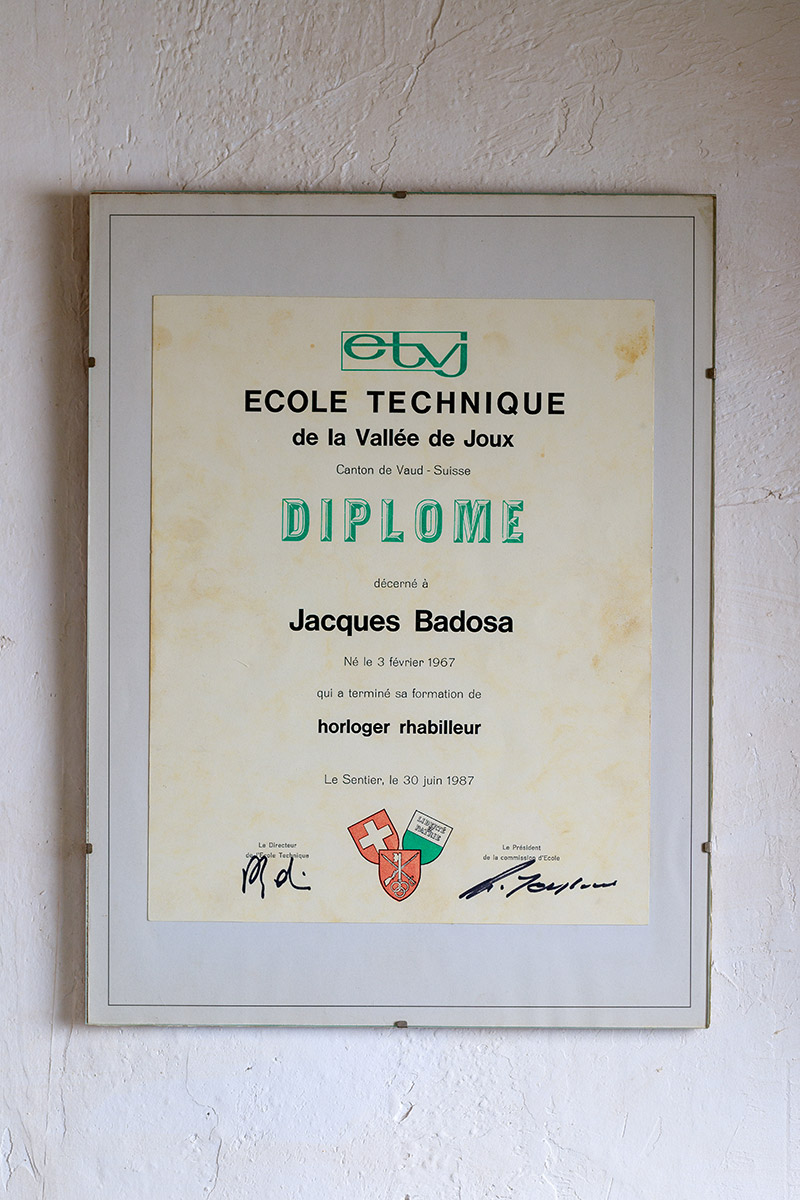 etvj
ECOLE TECHNIQUE
de la Vallée de Joux
Canton de Vaud - Suisse
DIPLOME
décerné à
Jacques Badosa
Né le 3 février 1967
qui a terminé sa formation de
horloger rhabilleur
Le Sentier, le 30 juin 1987
LIBERTÉ
&
PATRIE
Le Directeur
de l'Ecole Technique
Le Président
de la commission d'Ecole